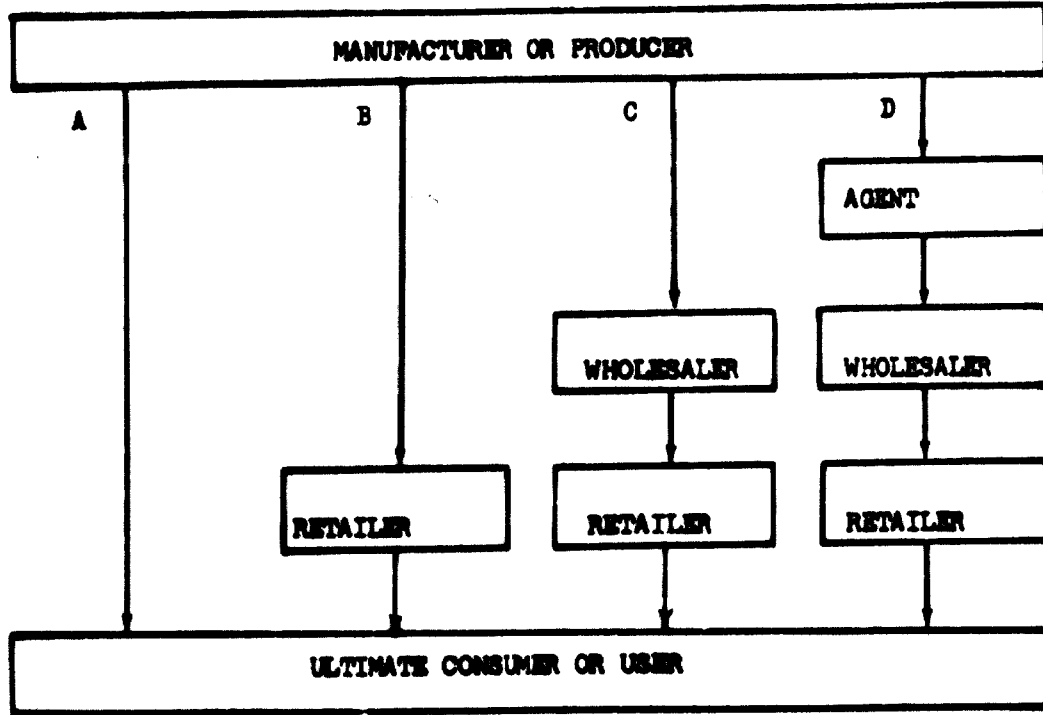 MANUFACTURER OR PRODUCER
A B C D
AGENT
WHOLESALER WHOLESALER
RETAILER RETAILER RETAILER
ULTIMATE CONSUMER OR USER